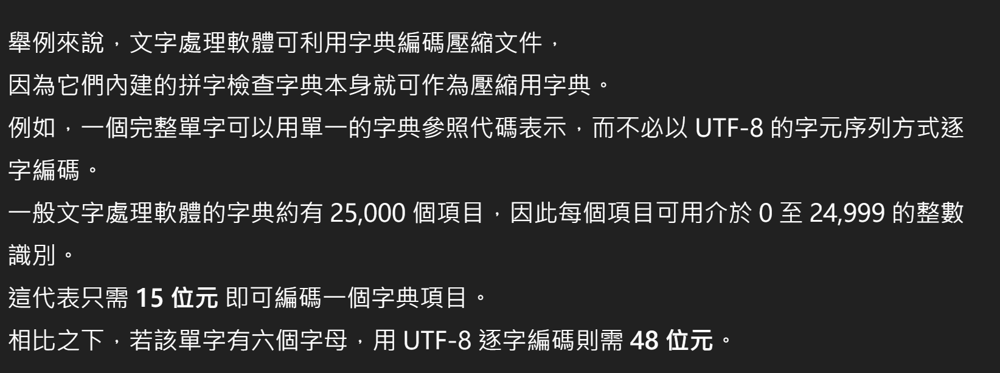 舉例來說，文字處理軟體可利用字典編碼壓縮文件，
因為它們內建的拼字檢查字典本身就可作為壓縮用字典。
例如，一個完整單字可以用單一的字典參照代碼表示，而不必以 UTF-8 的字元序列方式逐
字編碼。
一般文字處理軟體的字典約有 25,000 個項目，因此每個項目可用介於 0 至 24,999 的整數
識別。
這代表只需 15 位元 即可編碼一個字典項目。
相比之下，若該單字有六個字母，用 UTF-8 逐字編碼則需 48 位元。